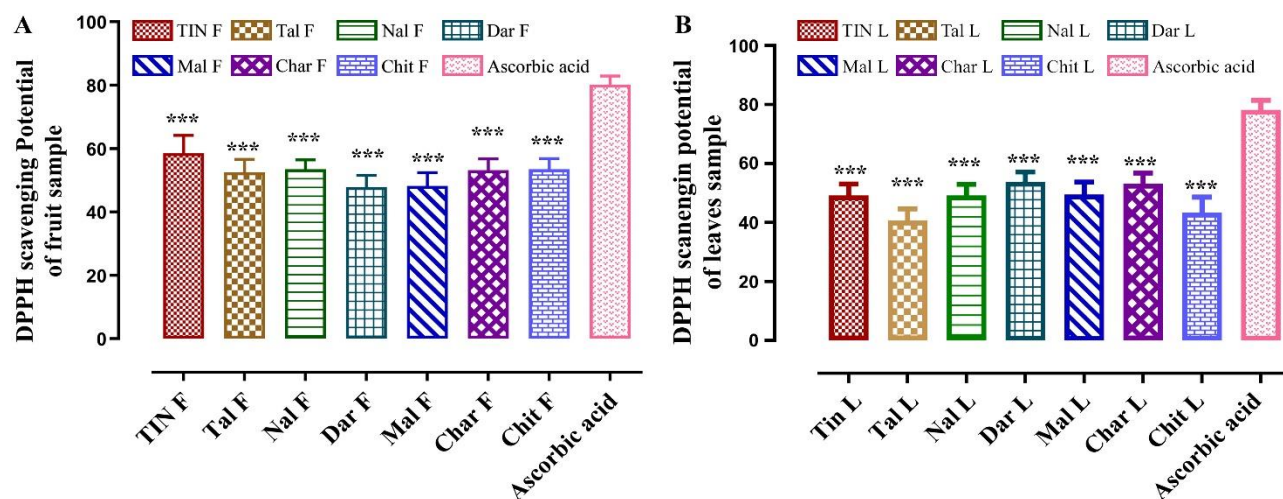 A
TIN F Tal F Nal F Dar F
Mal F Char F Chit F Ascorbic acid
DPPH scavenging Potential
of fruit sample
100
80
60
40
20
0
*** *** *** *** *** *** ***
TIN F Tal F Nal F Dar F Mal F Char F Chit F Ascorbic acid
B
TIN L Tal L Nal L Dar L
Mal L Char L Chit L Ascorbic acid
DPPH scanengin potential
of leaves sample
100
80
60
40
20
0
*** *** *** *** *** *** ***
Tin L Tal L Nal L Dar L Mal L Char L Chit L Ascorbic acid